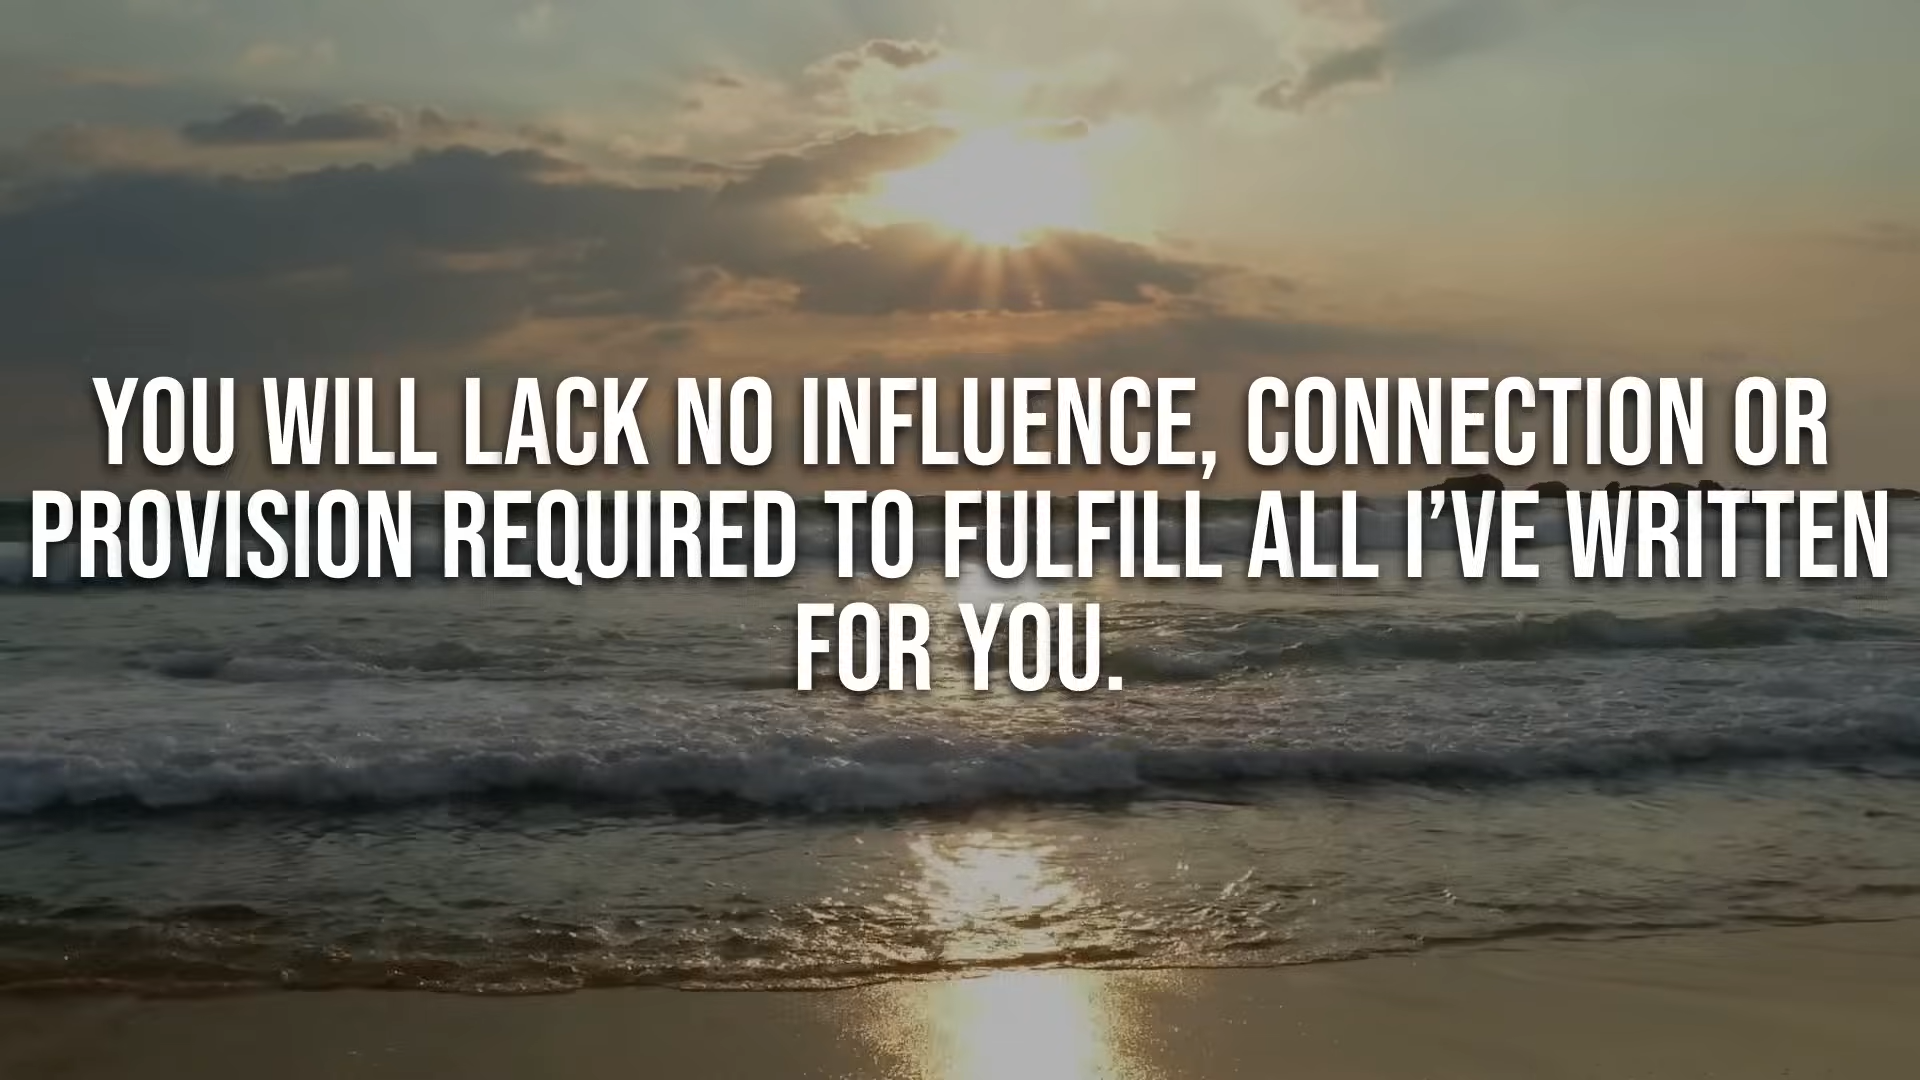 YOU WILL LACK NO INFLUENCE, CONNECTION OR
PROVISION REQUIRED TO FULFILL ALL I’VE WRITTEN
FOR YOU.